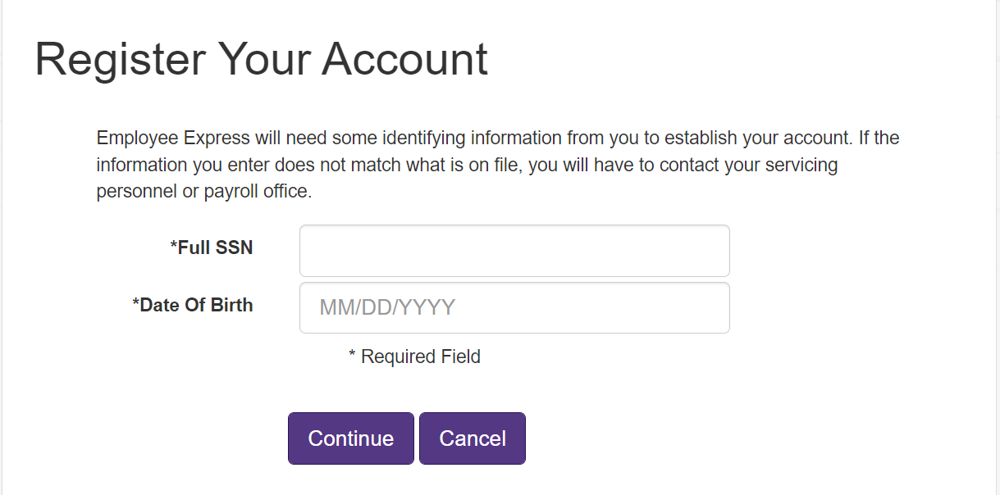 Register Your Account
Employee Express will need some identifying information from you to establish your account. If the
information you enter does not match what is on file, you will have to contact your servicing
personnel or payroll office.
*Full SSN
*Date Of Birth
MM/DD/YYYY
* Required Field
Continue
Cancel